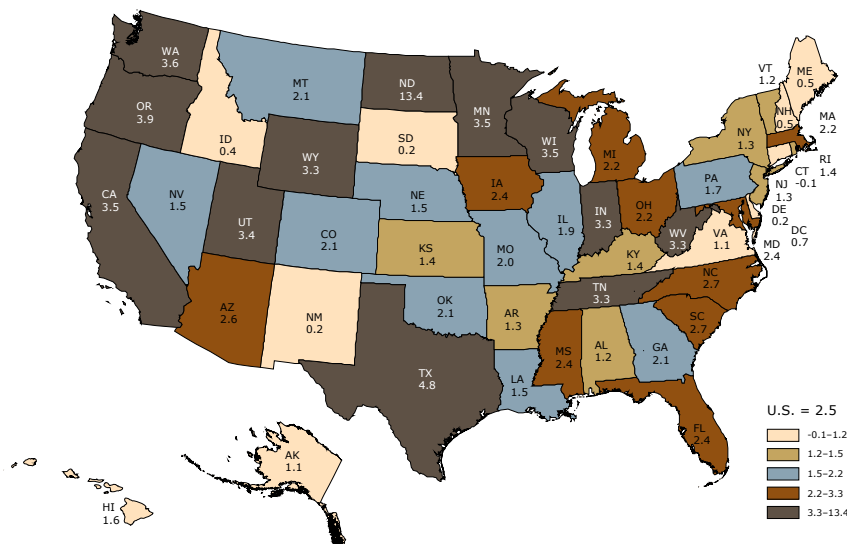 WA
3.6
OR
3.9
CA
3.5
ID
0.4
NV
1.5
MT
2.1
WY
3.3
UT
3.4
AZ
2.6
CO
2.1
NM
0.2
ND
13.4
SD
0.2
NE
1.5
KS
1.4
OK
2.1
TX
4.8
MN
3.5
IA
2.4
MO
2.0
AR
1.3
LA
1.5
WI
3.5
IL
1.9
MI
2.2
IN
3.3
OH
2.2
KY
1.4
TN
3.3
MS
2.4
AL
1.2
GA
2.1
FL
2.4
SC
2.7
NC
2.7
VA
1.1
WV
3.3
PA
1.7
NY
1.3
VT
1.2
NH
0.5
ME
0.5
MA
2.2
RI
1.4
CT
-0.1
NJ
1.3
DE
0.2
DC
0.7
MD
2.4
AK
1.1
HI
1.6
U.S. = 2.5
-0.1–1.2
1.2–1.5
1.5–2.2
2.2–3.3
3.3–13.4